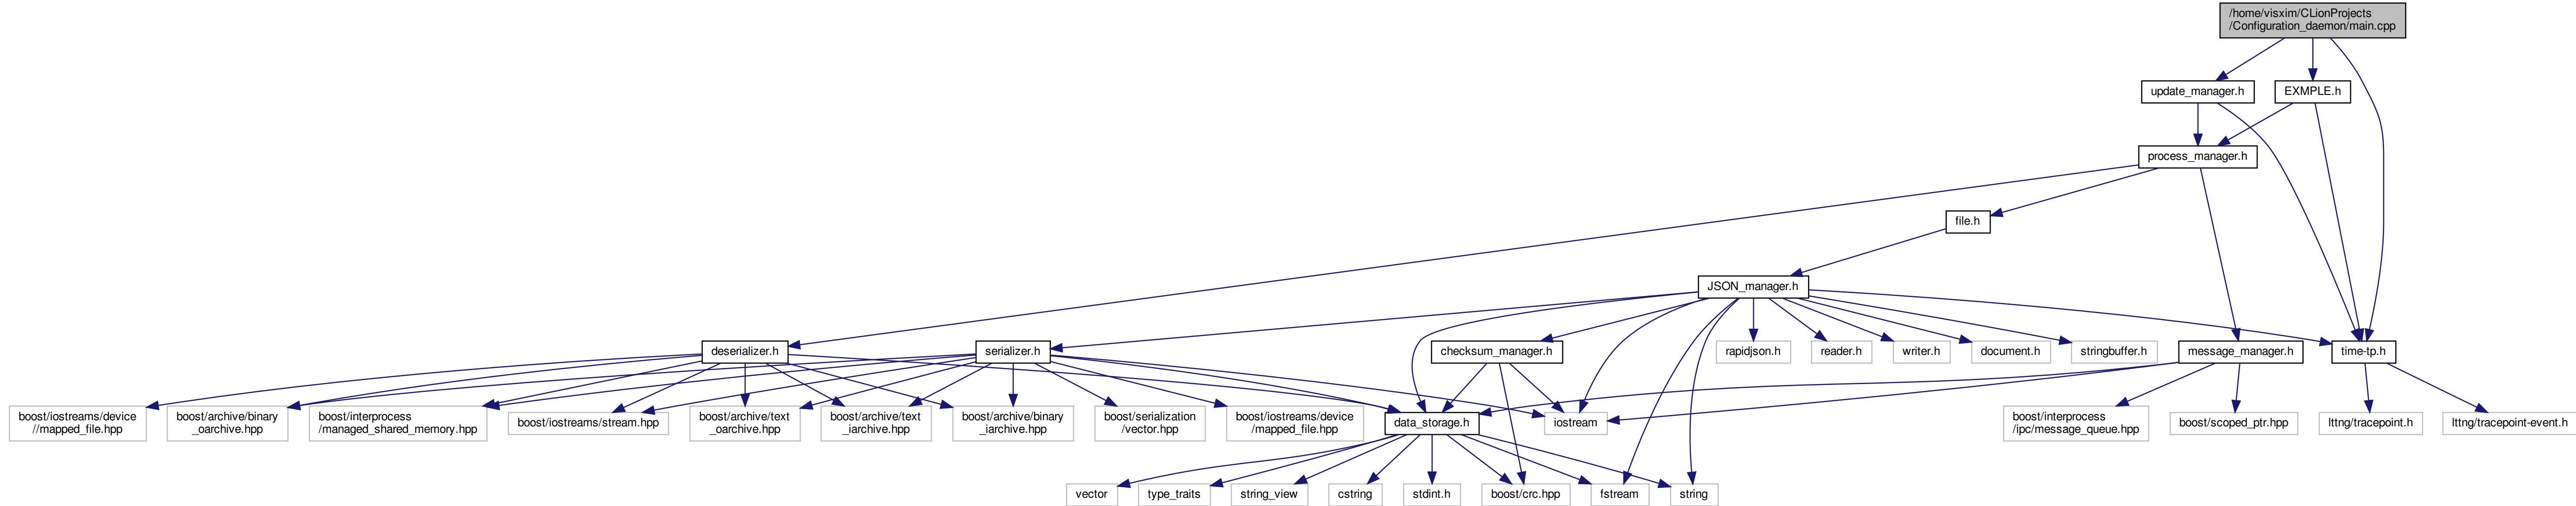 /home/visxim/CLionProjects
/Configuration_daemon/main.cpp
update_manager.h
EXMPLE.h
process_manager.h
file.h
JSON_manager.h
deserializer.h
serializer.h
checksum_manager.h
rapidjson.h
reader.h
writer.h
document.h
stringbuffer.h
message_manager.h
time-tp.h
boost/iostreams/device
//mapped_file.hpp
boost/archive/binary
_oarchive.hpp
boost/interprocess
/managed_shared_memory.hpp
boost/iostreams/stream.hpp
boost/archive/text
_oarchive.hpp
boost/archive/text
_iarchive.hpp
boost/archive/binary
_iarchive.hpp
boost/serialization
/vector.hpp
boost/iostreams/device
/mapped_file.hpp
data_storage.h
iostream
boost/interprocess
/ipc/message_queue.hpp
boost/scoped_ptr.hpp
lttng/tracepoint.h
lttng/tracepoint-event.h
vector
type_traits
string_view
cstring
stdint.h
boost/crc.hpp
fstream
string